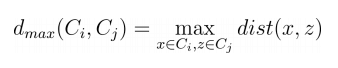 d_{max}(C_i, C_j) = \max_{x \in C_i, z \in C_j} dist(x, z)